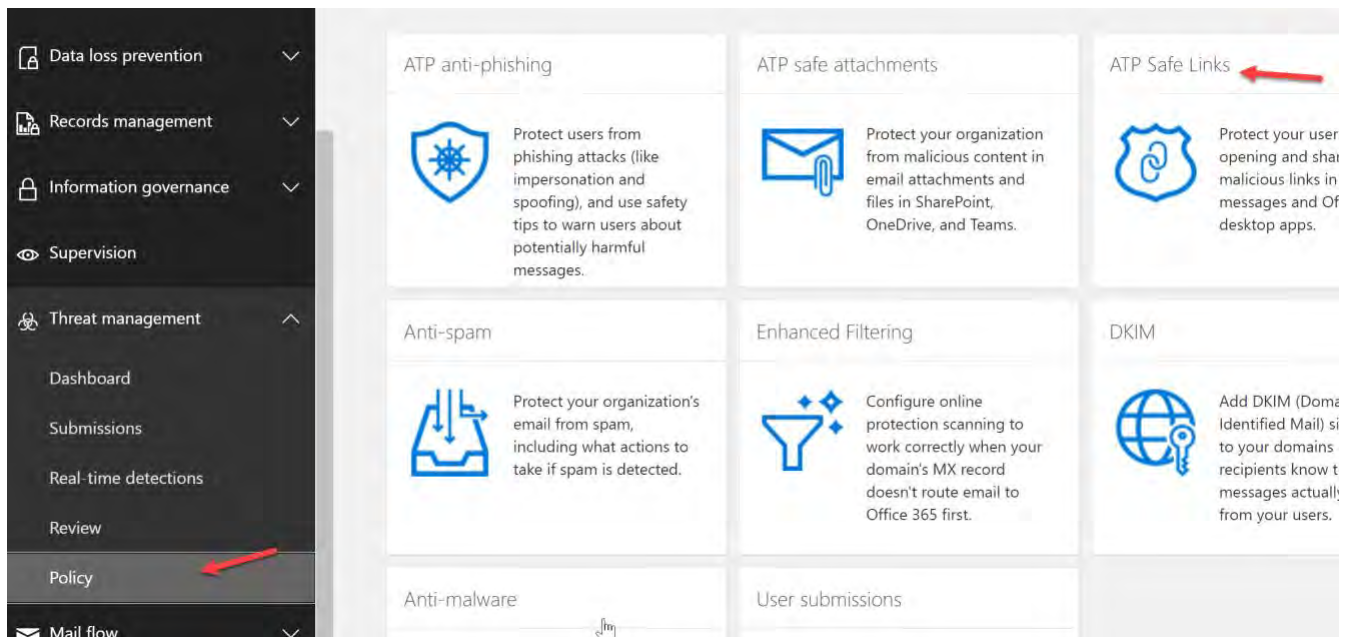 Data loss prevention
Records management
Information governance
Supervision
Threat management
Dashboard
Submissions
Real-time detections
Review
Policy
Mail flow
ATP anti-phishing
Protect users from
phishing attacks (like
impersonation and
spoofing), and use safety
tips to warn users about
potentially harmful
messages.
ATP safe attachments
Protect your organization
from malicious content in
email attachments and
files in SharePoint,
OneDrive, and Teams.
ATP Safe Links
Protect your user
opening and shar
malicious links in
messages and Of
desktop apps.
Anti-spam
Protect your organization's
email from spam,
including what actions to
take if spam is detected.
Enhanced Filtering
Configure online
protection scanning to
work correctly when your
domain's MX record
doesn't route email to
Office 365 first.
DKIM
Add DKIM (Doma
Identified Mail) si
to your domains
recipients know t
messages actually
from your users.
Anti-malware
User submissions